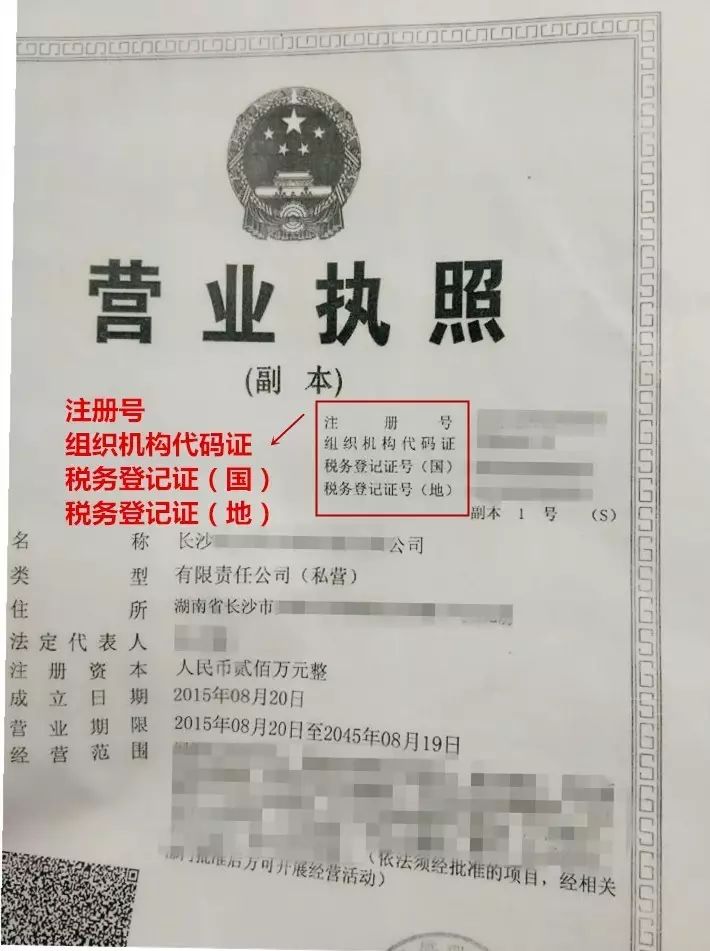 营业执照
(副 本)
注册号
组织机构代码证
税务登记证（国）
税务登记证（地）
注 册 号
组织机构代码证
税务登记证号（国）
税务登记证号（地）
副本 1 号 （S）
名 称 长沙 公司
类 型 有限责任公司（私营）
住 所 湖南省长沙市
法定代表人
注 册 资 本 人民币贰佰万元整
成 立 日 期 2015年08月20日
营 业 期 限 2015年08月20日至2045年08月19日
经 营 范 围
（依法须经批准的项目，经相关
部门批准后方可开展经营活动）